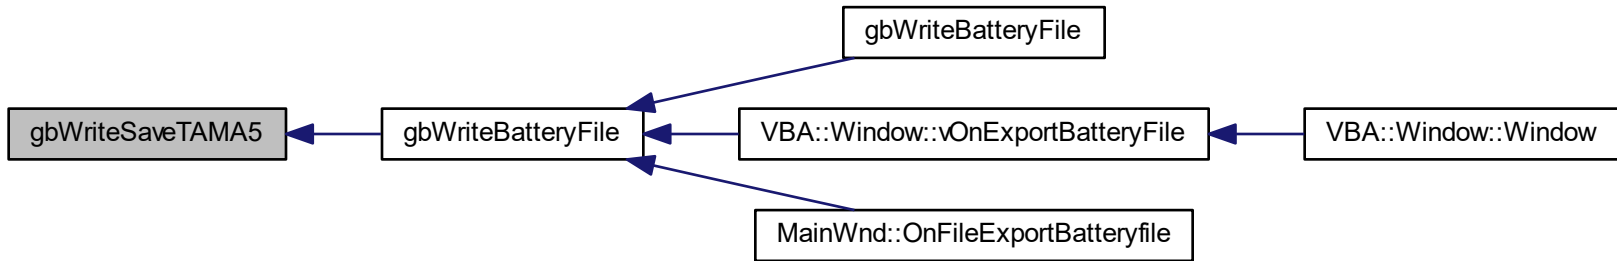 gbWriteBatteryFile
gbWriteSaveTAMA5
gbWriteBatteryFile
VBA::Window::vOnExportBatteryFile
VBA::Window::Window
MainWnd::OnFileExportBatteryfile